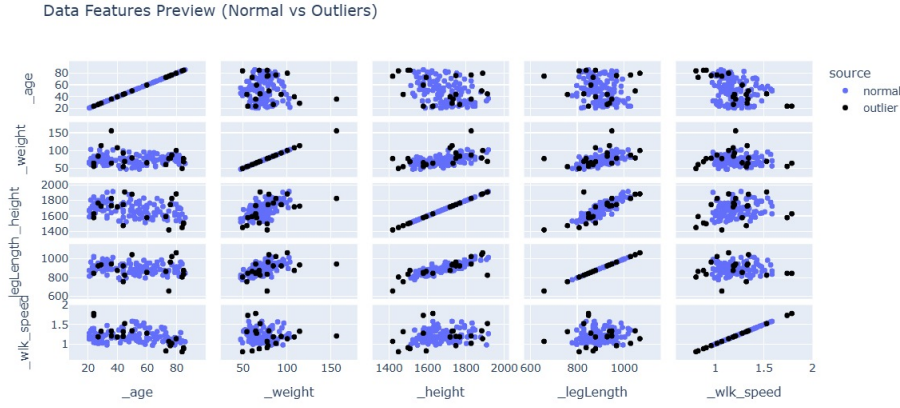 Data Features Preview (Normal vs Outliers)
source
normal
outlier
_age
80
60
40
20
_weight
150
100
50
_height
2000
1800
1600
1400
_legLength
1000
800
600
_wlk_speed
2
1.5
1
20 40 60 80
50 100 150
1400 1600 1800 2000
600 800 1000
1 1.5 2
_age _weight _height _legLength _wlk_speed